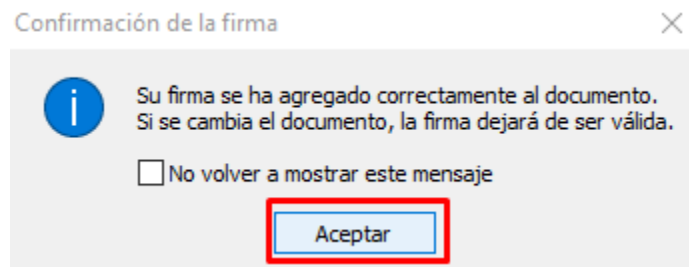 Confirmación de la firma
Su firma se ha agregado correctamente al documento.
Si se cambia el documento, la firma dejará de ser válida.
No volver a mostrar este mensaje
Aceptar